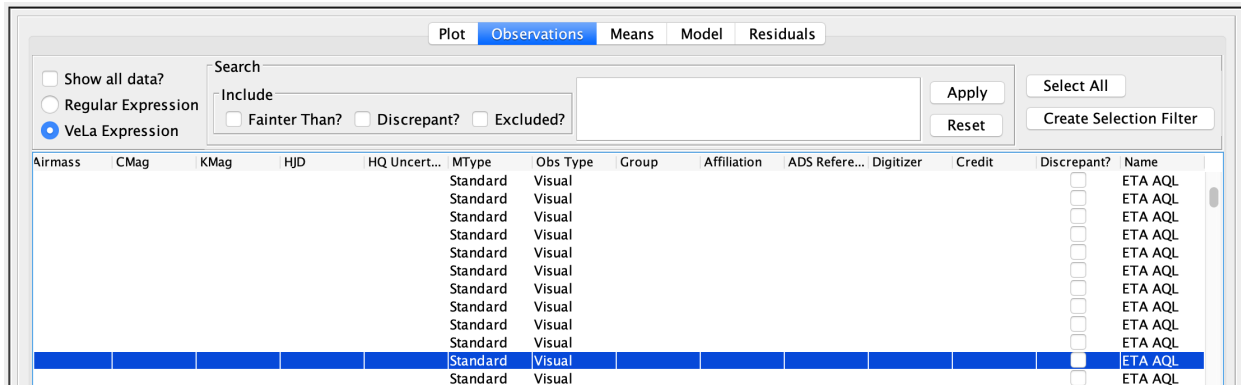 Plot Observations Means Model Residuals
Show all data?
Regular Expression
VeLa Expression
Search
Include
Fainter Than? Discrepant? Excluded?
Apply
Reset
Select All
Create Selection Filter
Airmass CMag KMag HJD HQ Uncert... MType Obs Type Group Affiliation ADS Refere... Digitizer Credit Discrepant? Name
Standard Visual ETA AQL
Standard Visual ETA AQL
Standard Visual ETA AQL
Standard Visual ETA AQL
Standard Visual ETA AQL
Standard Visual ETA AQL
Standard Visual ETA AQL
Standard Visual ETA AQL
Standard Visual ETA AQL
Standard Visual ETA AQL
Standard Visual ETA AQL
Standard Visual ETA AQL